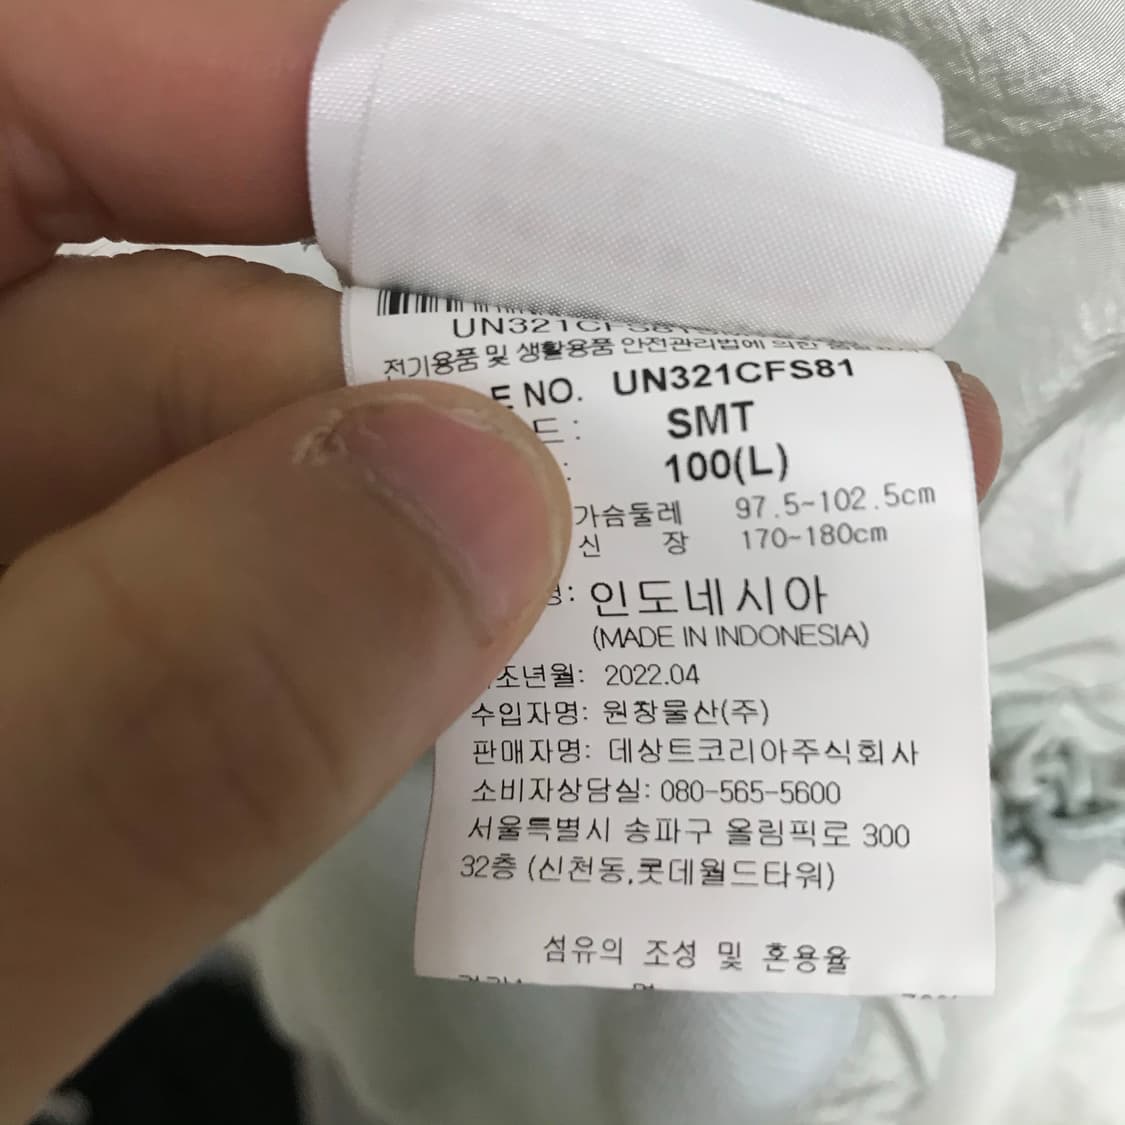 전기용품 및 생활용품 안전관리법에 의한
NO. UN321CFS81
SMT
100(L)
가슴둘레 97.5~102.5cm
신 장 170~180cm
인도네시아
(MADE IN INDONESIA)
조년월: 2022.04
수입자명: 원창물산(주)
판매자명: 데상트코리아주식회사
소비자상담실: 080-565-5600
서울특별시 송파구 올림픽로 300
32층 (신천동,롯데월드타워)
섬유의 조성 및 혼용율